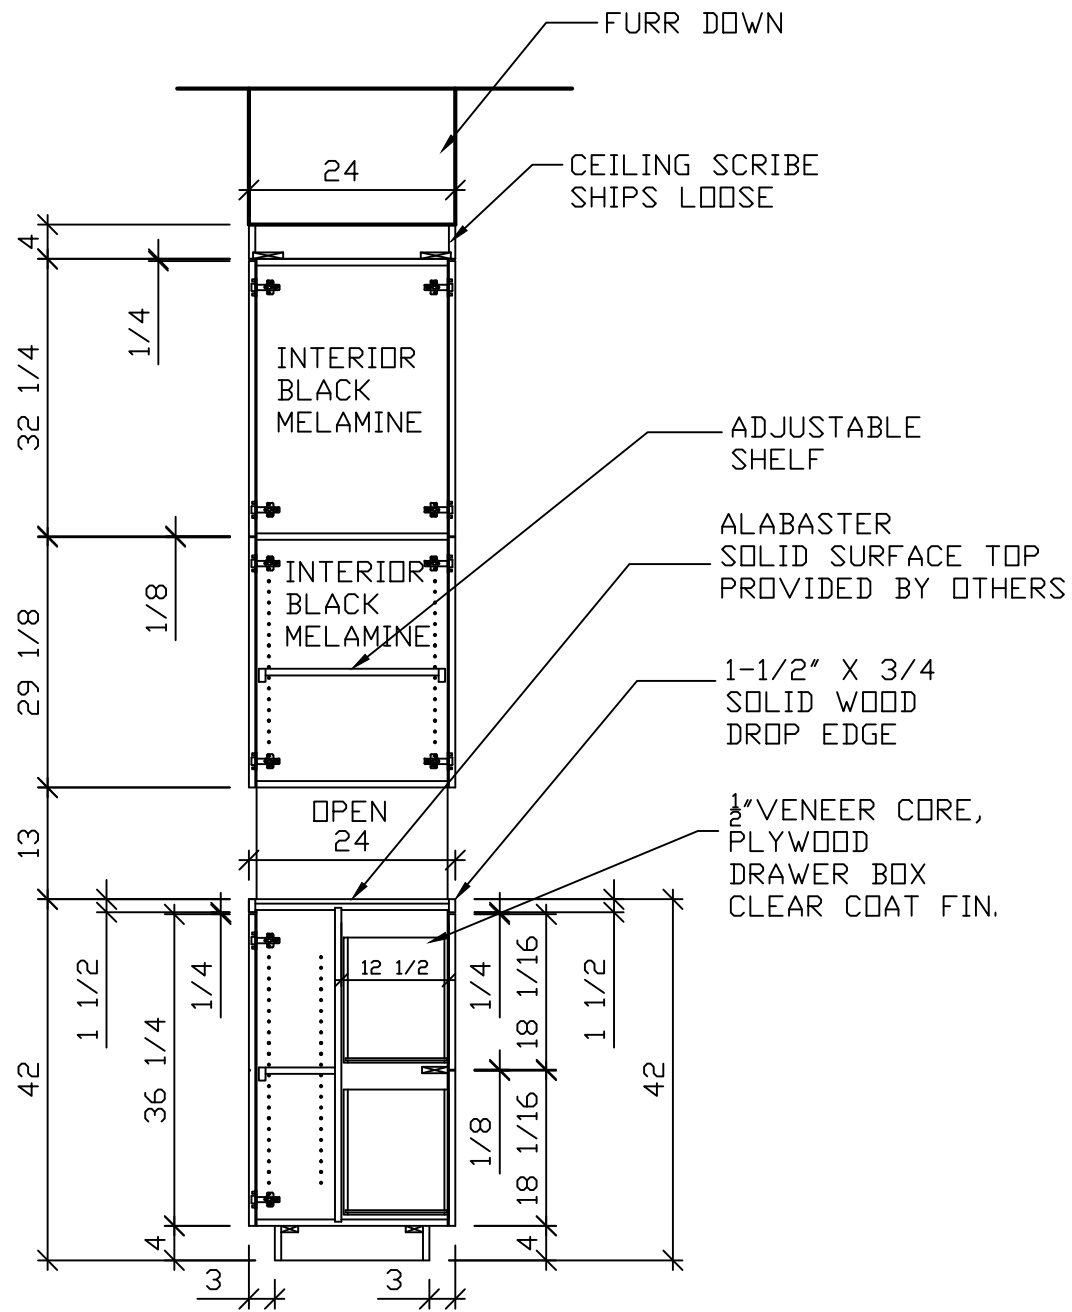 FURR DOWN
CEILING SCRIBE
SHIPS LOOSE
24
4
1/4
32 1/4
INTERIOR
BLACK
MELAMINE
ADJUSTABLE
SHELF
ALABASTER
SOLID SURFACE TOP
PROVIDED BY OTHERS
1/8
INTERIOR
BLACK
MELAMINE
29 1/8
1-1/2" X 3/4
SOLID WOOD
DROP EDGE
1/2"VENEER CORE,
PLYWOOD
DRAWER BOX
CLEAR COAT FIN.
OPEN
24
13
12 1/2
1 1/2
1/4
1/4
18 1/16
1 1/2
36 1/4
42
42
1/8
18 1/16
4
4
3
3